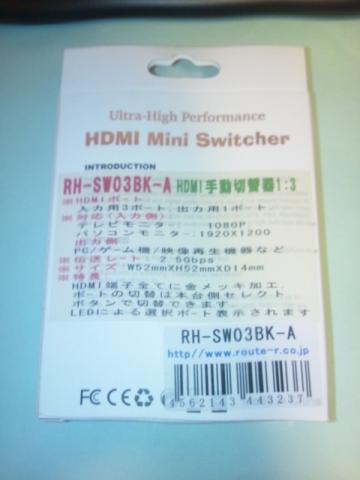 Ultra-High Performance
HDMI Mini Switcher
INTRODUCTION
RH-SW03BK-A HDMI手動切替器1:3
※HDMIポート
入力用3ポート、出力用1ポート
※対応(入力側)
テレビモニター 1080P
パソコンモニター:1920X1200
出力側
PC/ゲーム機/映像再生機器など
※伝送レート 2.5Gbps
※サイズ W52mmXH52mmXD14mm
※特長
HDMI端子全てに金メッキ加工、
ポートの切替は本台側セレクト
ボタンで切替できます。
LEDIによる選択ポート表示されます
RH-SW03BK-A
http://www.route-r.co.jp
FC CE
4562143 443237